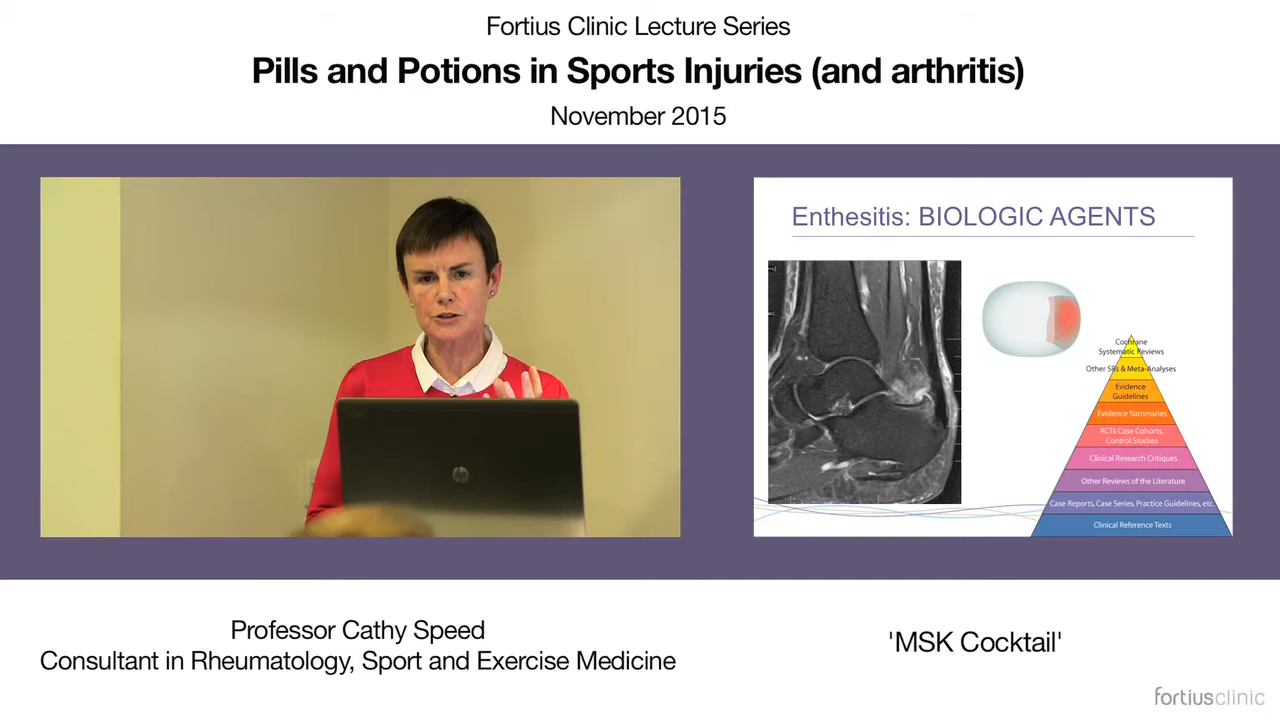 Fortius Clinic Lecture Series
Pills and Potions in Sports Injuries (and arthritis)
November 2015
Enthesitis: BIOLOGIC AGENTS
Cochrane
Systematic Reviews
Other SRs & Meta-Analyses
Evidence
Guidelines
Evidence Summaries
RCTs Case Cohorts,
Control Studies
Clinical Research Critiques
Other Reviews of the Literature
Case Reports, Case Series, Practice Guidelines, etc.
Clinical Reference Texts
hp
Professor Cathy Speed
Consultant in Rheumatology, Sport and Exercise Medicine
'MSK Cocktail'
fortiusclinic